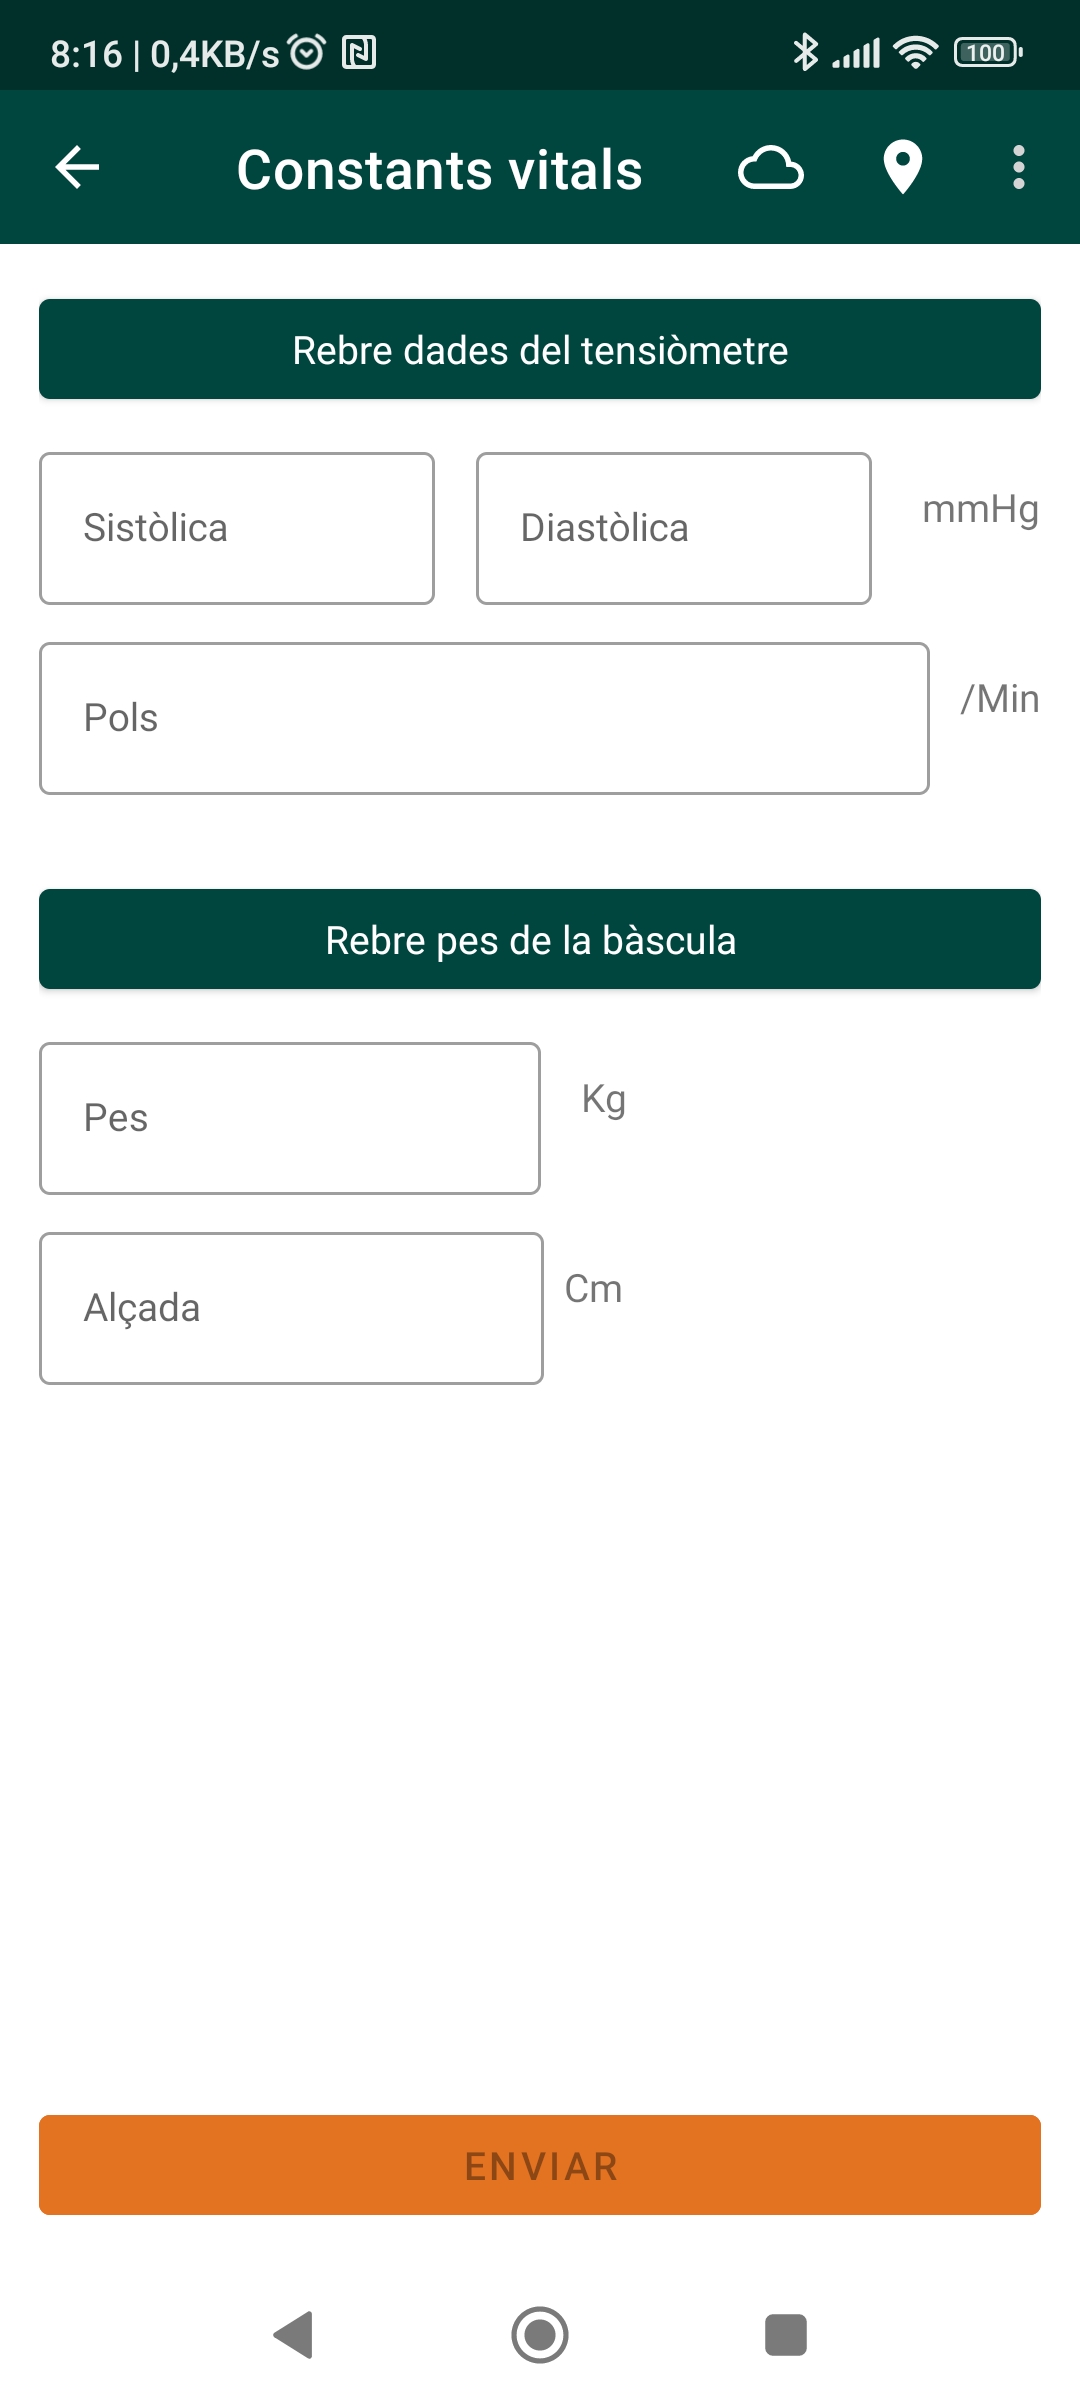 8:16 | 0,4KB/s 100
Constants vitals
Rebre dades del tensiòmetre
Sistòlica Diastòlica mmHg
Pols /Min
Rebre pes de la bàscula
Pes Kg
Alçada Cm
ENVIAR